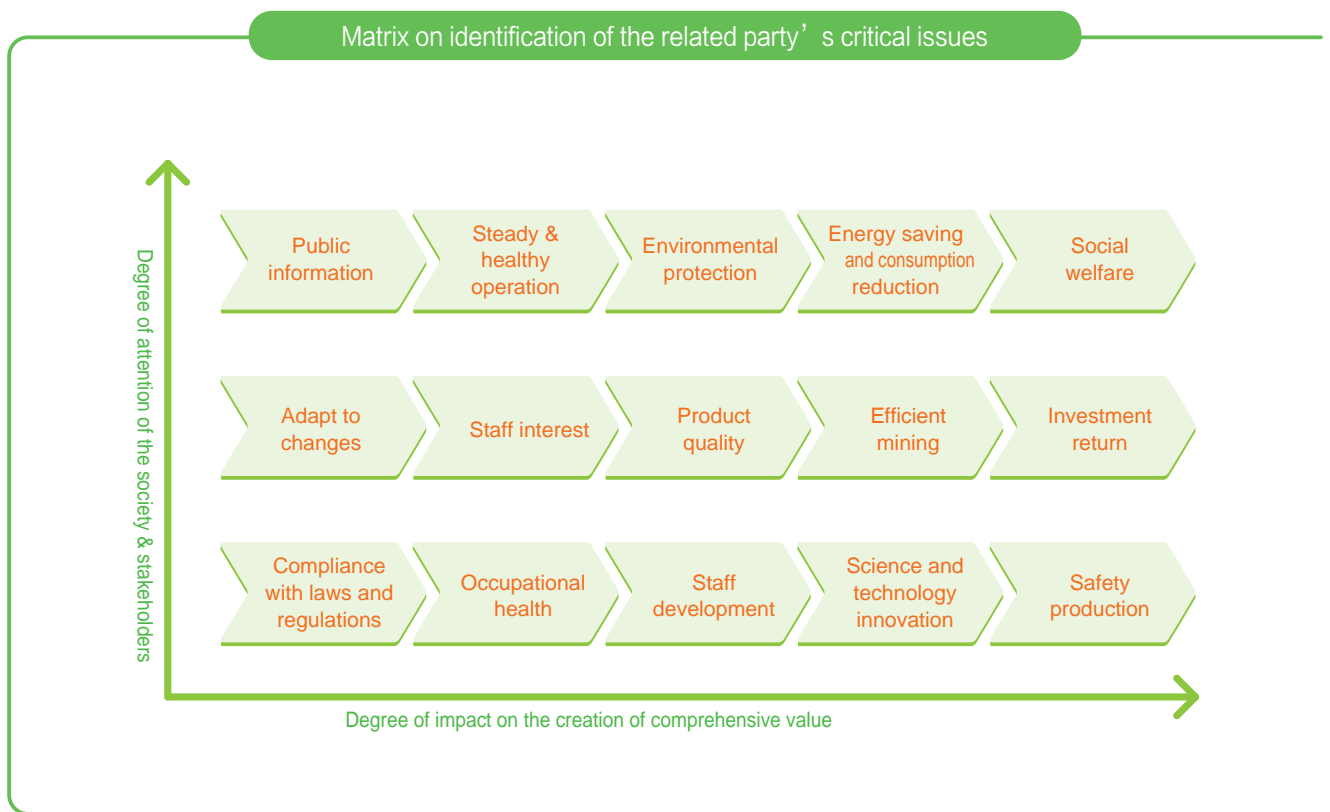 Matrix on identification of the related party’s critical issues
Degree of attention of the society & stakeholders
Public
information
Steady &
healthy
operation
Environmental
protection
Energy saving
and consumption
reduction
Social
welfare
Adapt to
changes
Staff interest
Product
quality
Efficient
mining
Investment
return
Compliance
with laws and
regulations
Occupational
health
Staff
development
Science and
technology
innovation
Safety
production
Degree of impact on the creation of comprehensive value